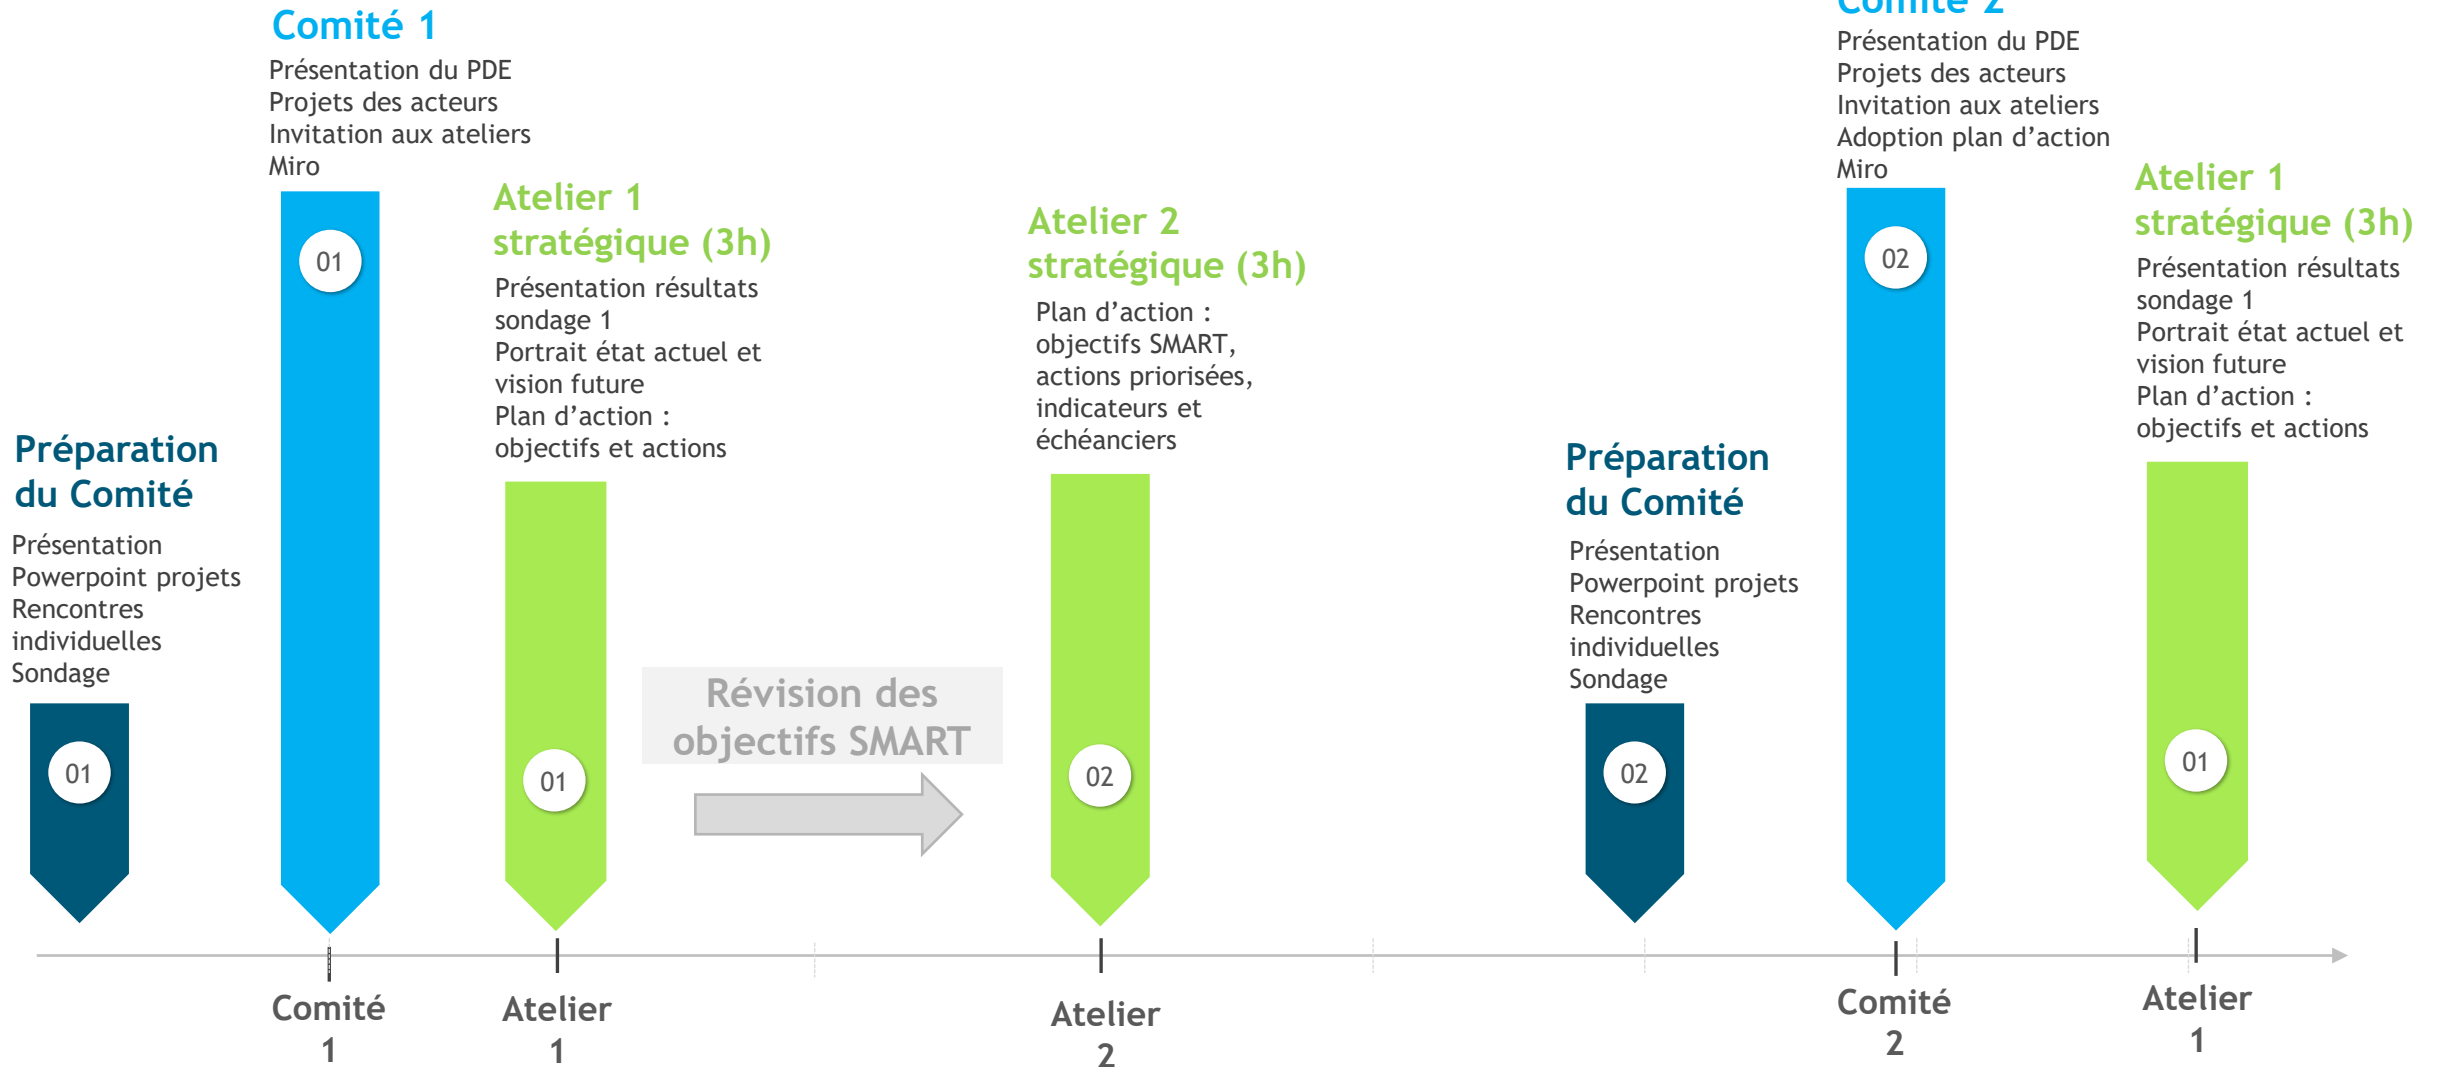 Comité 1
Présentation du PDE
Projets des acteurs
Invitation aux ateliers
Miro
01
Atelier 1
stratégique (3h)
Présentation résultats
sondage 1
Portrait état actuel et
vision future
Plan d’action :
objectifs et actions
01
Préparation
du Comité
Présentation
Powerpoint projets
Rencontres
individuelles
Sondage
01
Révision des
objectifs SMART
Atelier 2
stratégique (3h)
Plan d’action :
objectifs SMART,
actions priorisées,
indicateurs et
échéanciers
02
Préparation
du Comité
Présentation
Powerpoint projets
Rencontres
individuelles
Sondage
02
Comité 2
Présentation du PDE
Projets des acteurs
Invitation aux ateliers
Adoption plan d’action
Miro
02
Atelier 1
stratégique (3h)
Présentation résultats
sondage 1
Portrait état actuel et
vision future
Plan d’action :
objectifs et actions
01
Comité
1
Atelier
1
Atelier
2
Comité
2
Atelier
1